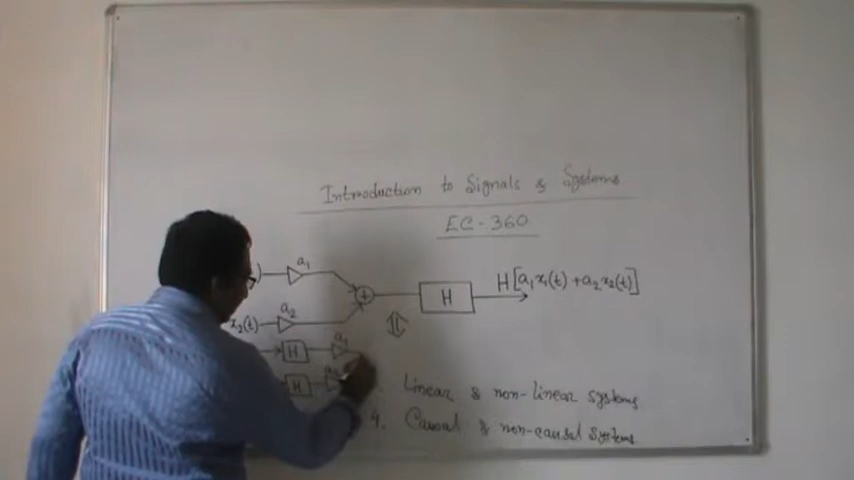 Introduction to Signals & Systems
EC-360
a₁
H
H[a₁x₁(t) + a₂x₂(t)]
+
a₂
x₂(t)
H
a₁
H
Linear & non-linear systems
4. Causal & non-causal systems